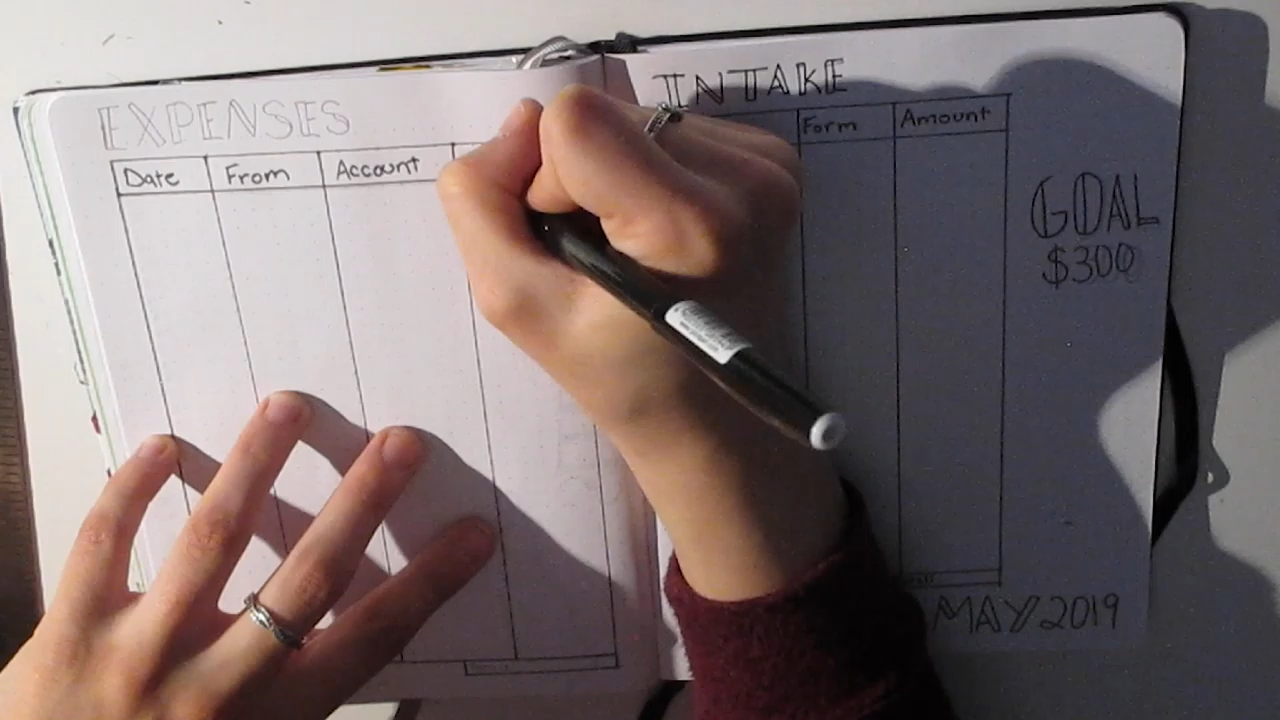 EXPENSES
Date From Account
INTAKE
Form Amount
GOAL
$300
MAY 2019